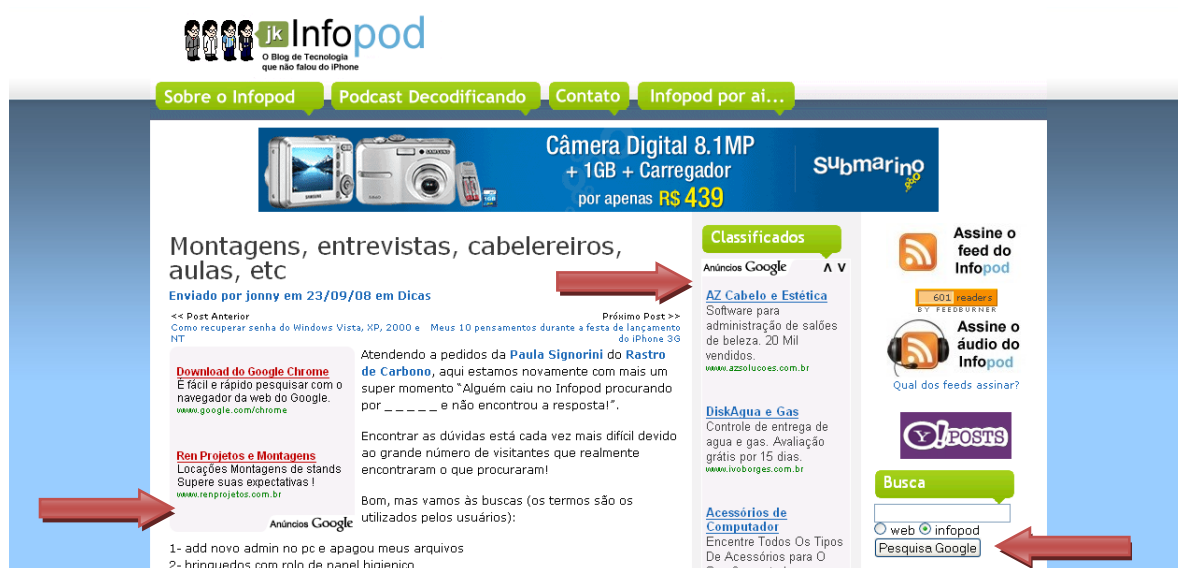 jk Infopod
O Blog de Tecnologia
que não falou do iPhone
Sobre o Infopod
Podcast Decodificando
Contato
Infopod por ai...
SAMSUNG
Câmera Digital 8.1MP
+ 1GB + Carregador
por apenas R$ 439
submarino
Montagens, entrevistas, cabelereiros,
aulas, etc
Enviado por jonny em 23/09/08 em Dicas
<< Post Anterior
Como recuperar senha do Windows Vista, XP, 2000 e
NT
Próximo Post >>
Meus 10 pensamentos durante a festa de lançamento
do iPhone 3G
Download do Google Chrome
É fácil e rápido pesquisar com o
navegador da web do Google.
www.google.com/chrome
Ren Projetos e Montagens
Locações Montagens de stands
Supere suas expectativas !
www.renprojetos.com.br
Anúncios Google
Atendendo a pedidos da Paula Signorini do Rastro
de Carbono, aqui estamos novamente com mais um
super momento “Alguém caiu no Infopod procurando
por _ _ _ _ _ e não encontrou a resposta!”.
Encontrar as dúvidas está cada vez mais difícil devido
ao grande número de visitantes que realmente
encontraram o que procuraram!
Bom, mas vamos às buscas (os termos são os
utilizados pelos usuários):
1- add novo admin no pc e apagou meus arquivos
2- brinquedos com rolo de papel higienico
Classificados
Anúncios Google
AZ Cabelo e Estética
Software para
administração de salões
de beleza. 20 Mil
vendidos.
www.azsolucoes.com.br
DiskAqua e Gas
Controle de entrega de
agua e gas. Avaliação
grátis por 15 dias.
www.ivoborges.com.br
Acessórios de
Computador
Encontre Todos Os Tipos
De Acessórios para O
Assine o
feed do
Infopod
601 readers
BY FEEDBURNER
Assine o
áudio do
Infopod
Qual dos feeds assinar?
Y! POSTS
Busca
web infopod
Pesquisa Google